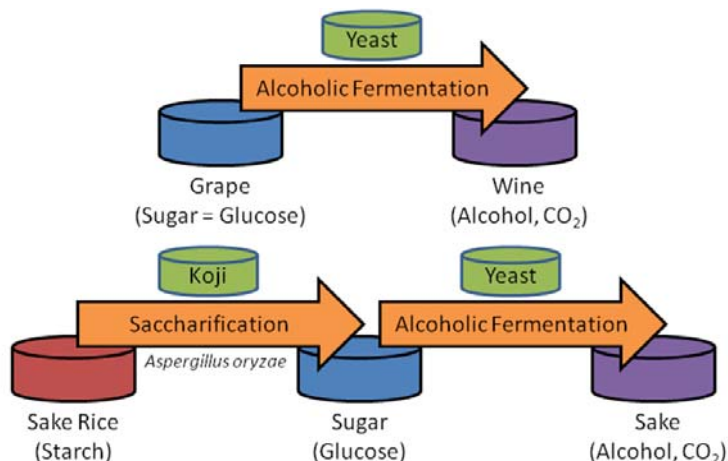 Yeast
Alcoholic Fermentation
Grape
(Sugar = Glucose)
Wine
(Alcohol, CO₂)
Koji
Yeast
Saccharification
Alcoholic Fermentation
Aspergillus oryzae
Sake Rice
(Starch)
Sugar
(Glucose)
Sake
(Alcohol, CO₂)